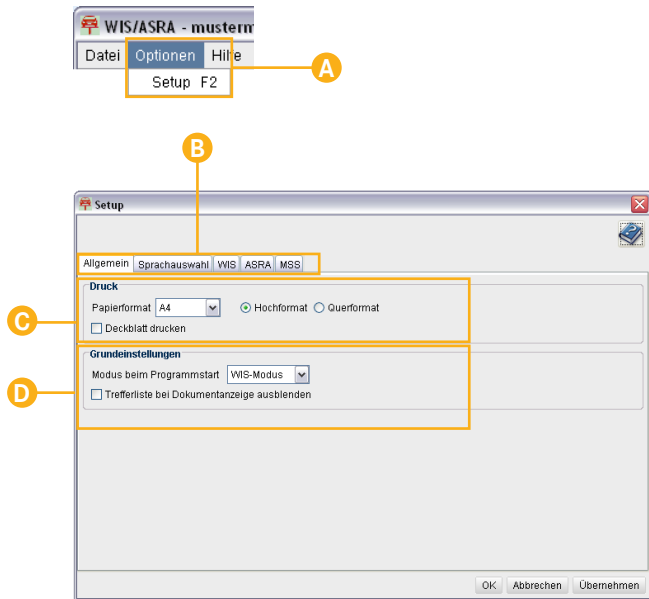 WIS/ASRA - mustern
Datei Optionen Hilfe
Setup F2
A
B
Setup
Allgemein Sprachauswahl WIS ASRA MSS
Druck
Papierformat A4 Hochformat Querformat
Deckblatt drucken
C
Grundeinstellungen
Modus beim Programmstart WIS-Modus
D
Trefferliste bei Dokumentanzeige ausblenden
OK Abbrechen Übernehmen